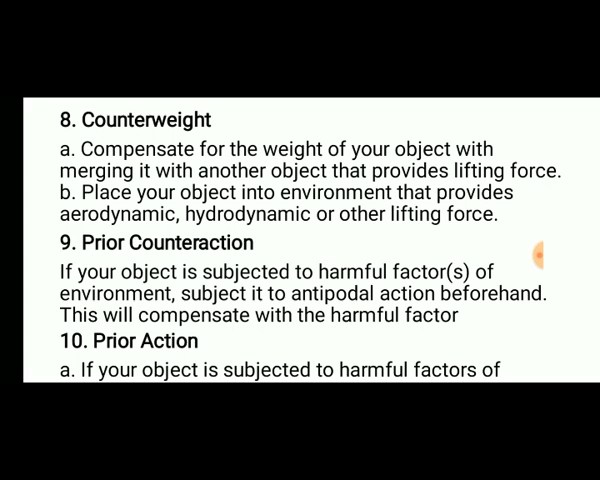 8. Counterweight
a. Compensate for the weight of your object with
merging it with another object that provides lifting force.
b. Place your object into environment that provides
aerodynamic, hydrodynamic or other lifting force.
9. Prior Counteraction
If your object is subjected to harmful factor(s) of
environment, subject it to antipodal action beforehand.
This will compensate with the harmful factor
10. Prior Action
a. If your object is subjected to harmful factors of